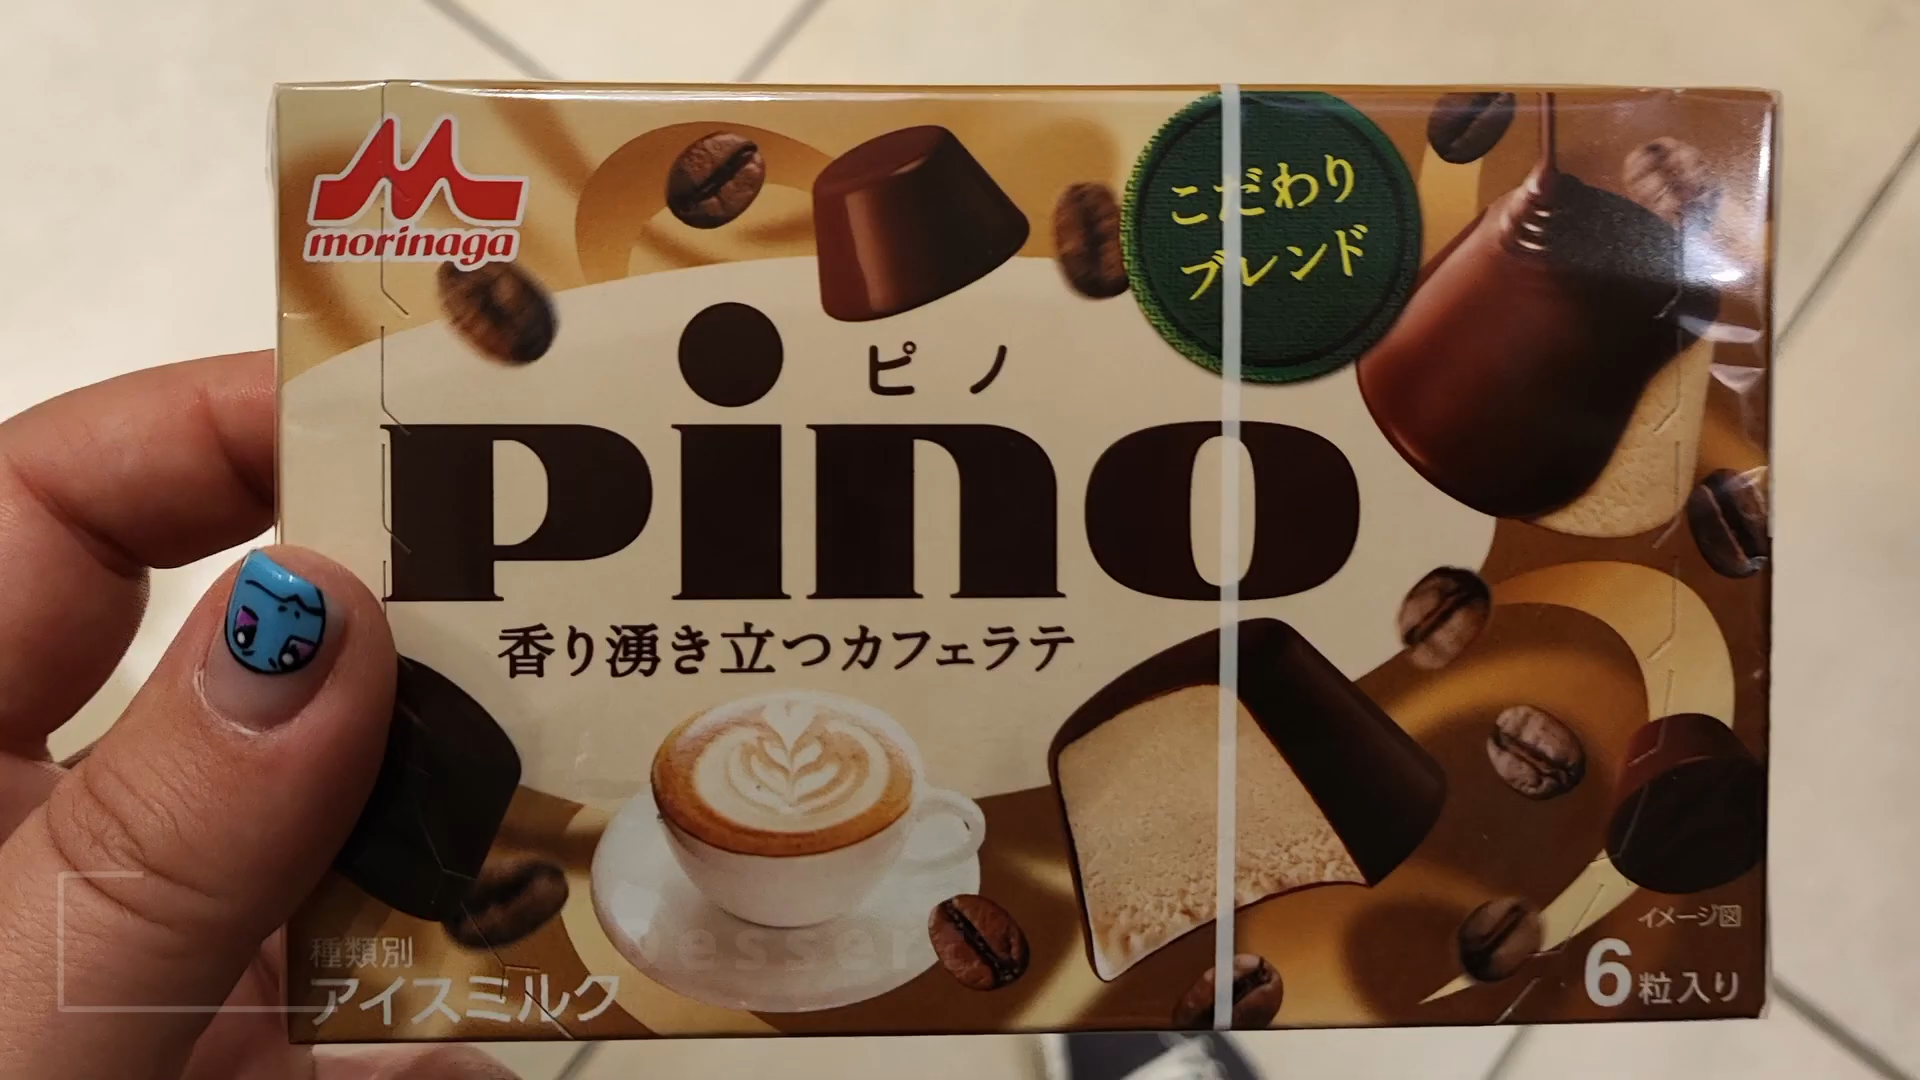 morinaga
こだわり
ブレンド
ピノ
pino
香り湧き立つカフェラテ
種類別
アイスミルク
イメージ図
6粒入り